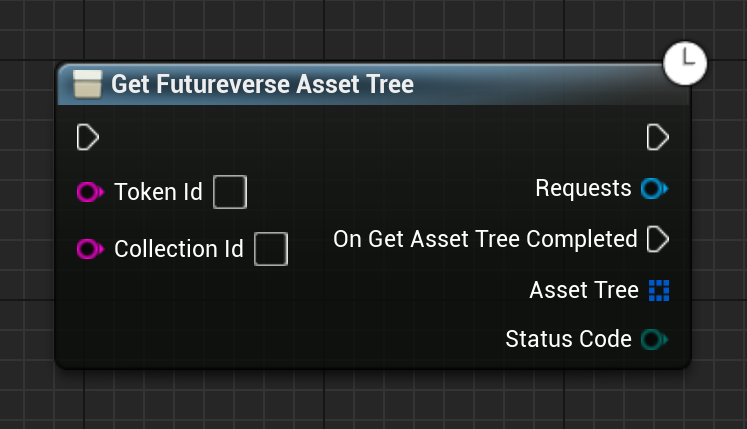 Get Futureverse Asset Tree
Token Id
Requests
Collection Id
On Get Asset Tree Completed
Asset Tree
Status Code